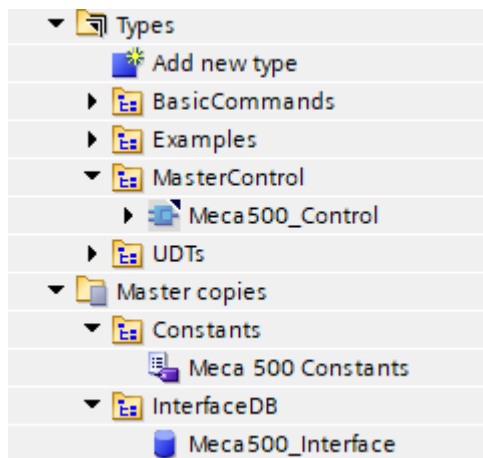 Types
Add new type
BasicCommands
Examples
MasterControl
Meca500_Control
UDTs
Master copies
Constants
Meca 500 Constants
InterfaceDB
Meca500_Interface